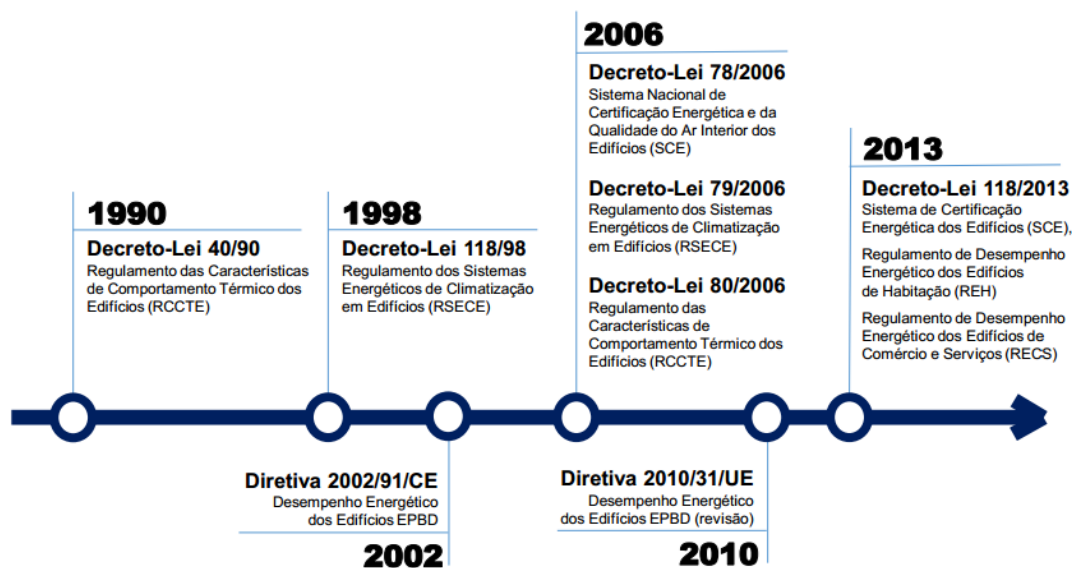 1990
Decreto-Lei 40/90
Regulamento das Características
de Comportamento Térmico dos
Edifícios (RCCTE)
1998
Decreto-Lei 118/98
Regulamento dos Sistemas
Energéticos de Climatização
em Edifícios (RSECE)
Diretiva 2002/91/CE
Desempenho Energético
dos Edifícios EPBD
2002
2006
Decreto-Lei 78/2006
Sistema Nacional de
Certificação Energética e da
Qualidade do Ar Interior dos
Edifícios (SCE)
Decreto-Lei 79/2006
Regulamento dos Sistemas
Energéticos de Climatização
em Edifícios (RSECE)
Decreto-Lei 80/2006
Regulamento das
Características de
Comportamento Térmico dos
Edifícios (RCCTE)
Diretiva 2010/31/UE
Desempenho Energético
dos Edifícios EPBD (revisão)
2010
2013
Decreto-Lei 118/2013
Sistema de Certificação
Energética dos Edifícios (SCE),
Regulamento de Desempenho
Energético dos Edifícios
de Habitação (REH)
Regulamento de Desempenho
Energético dos Edifícios de
Comércio e Serviços (RECS)